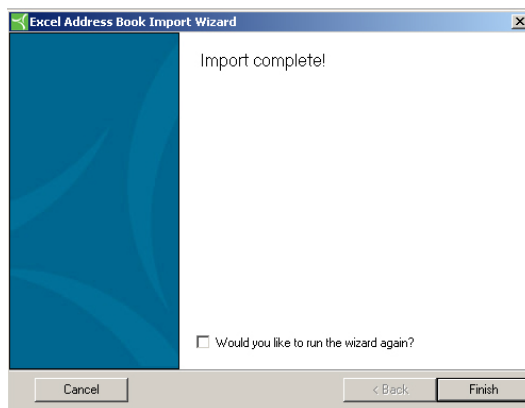 Excel Address Book Import Wizard
Import complete!
Would you like to run the wizard again?
Cancel
< Back
Finish